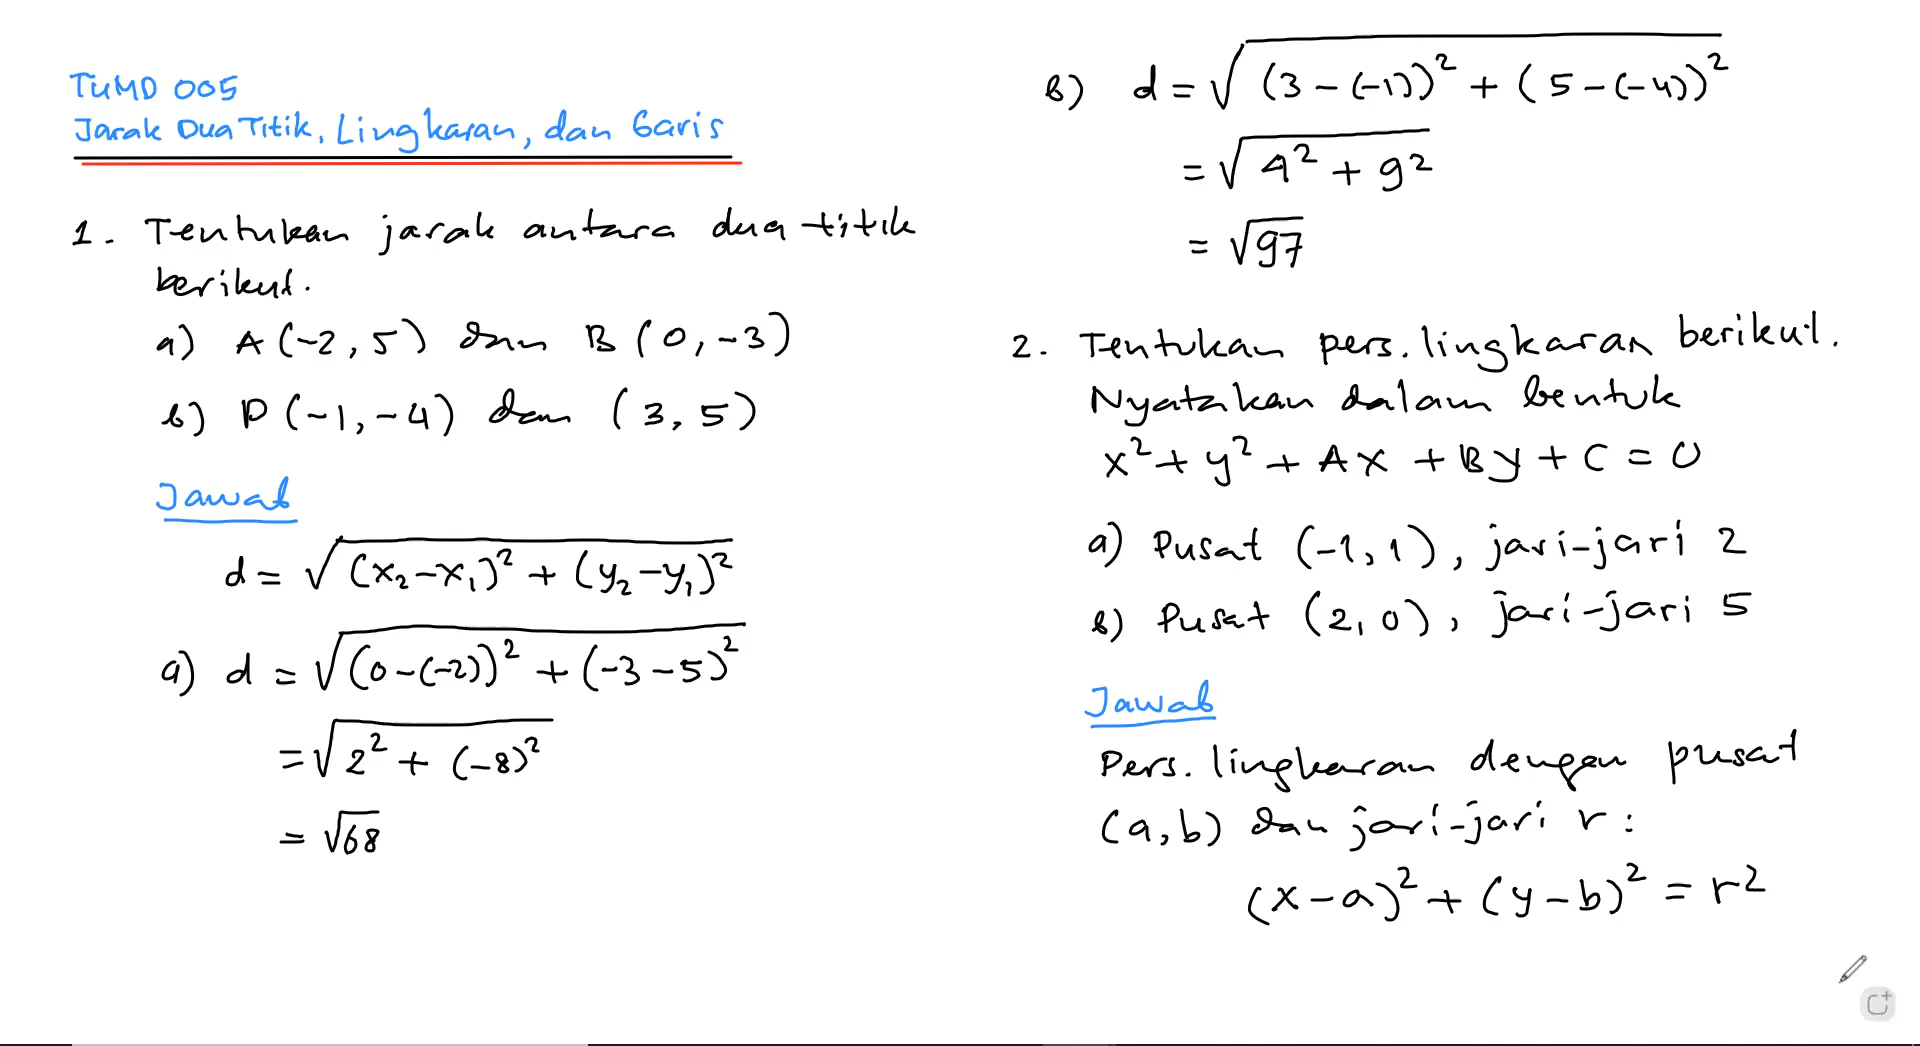 TUMD 005
Jarak Dua Titik, Lingkaran, dan Garis
1. Tentukan jarak antara dua titik
berikut.
a) A (-2, 5) dan B (0, -3)
b) P (-1, -4) dan (3, 5)
Jawab
d = √((x₂-x₁)² + (y₂-y₁)²)
a) d = √((0-(-2))² + (-3-5)²)
= √(2² + (-8)²)
= √68
b) d = √((3-(-1))² + (5-(-4))²)
= √(4² + 9²)
= √97
2. Tentukan pers. lingkaran berikut.
Nyatakan dalam bentuk
x² + y² + Ax + By + C = 0
a) Pusat (-1, 1), jari-jari 2
b) Pusat (2, 0), jari-jari 5
Jawab
Pers. lingkaran dengan pusat
(a, b) dan jari-jari r :
(x-a)² + (y-b)² = r²